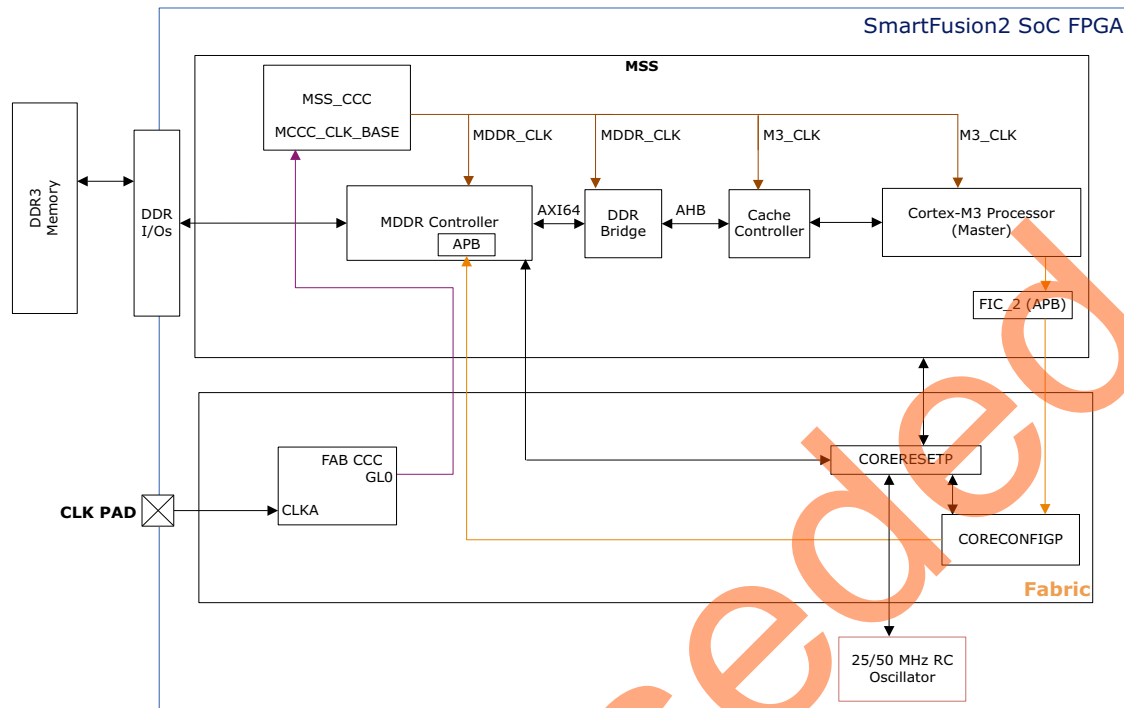 SmartFusion2 SoC FPGA
MSS
MSS_CCC
MCCC_CLK_BASE
MDDR_CLK
MDDR_CLK
M3_CLK
M3_CLK
DDR3
Memory
DDR
I/Os
MDDR Controller
APB
AXI64
DDR
Bridge
AHB
Cache
Controller
Cortex-M3 Processor
(Master)
FIC_2 (APB)
FAB CCC
GL0
CLKA
CLK PAD
CORERESETP
CORECONFIGP
Fabric
25/50 MHz RC
Oscillator
seded